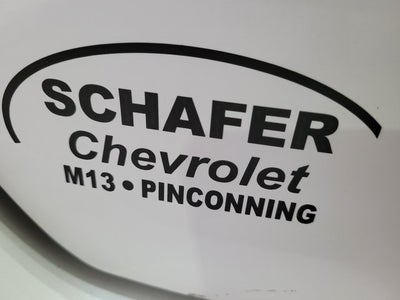 SCHAFER
Chevrolet
M13 • PINCONNING